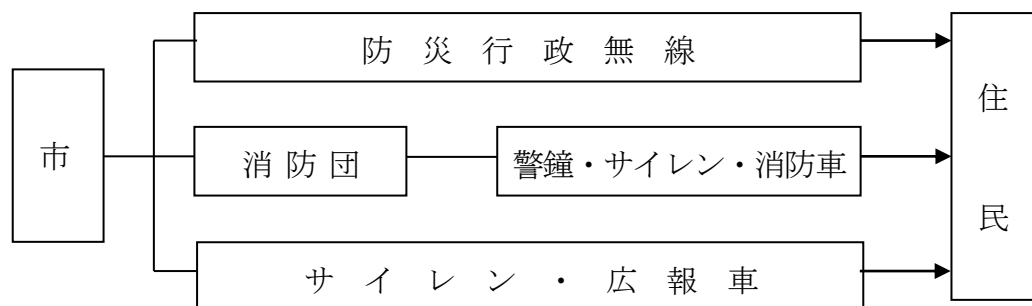 防災行政無線
市
消防団
警鐘・サイレン・消防車
サイレン・広報車
住民